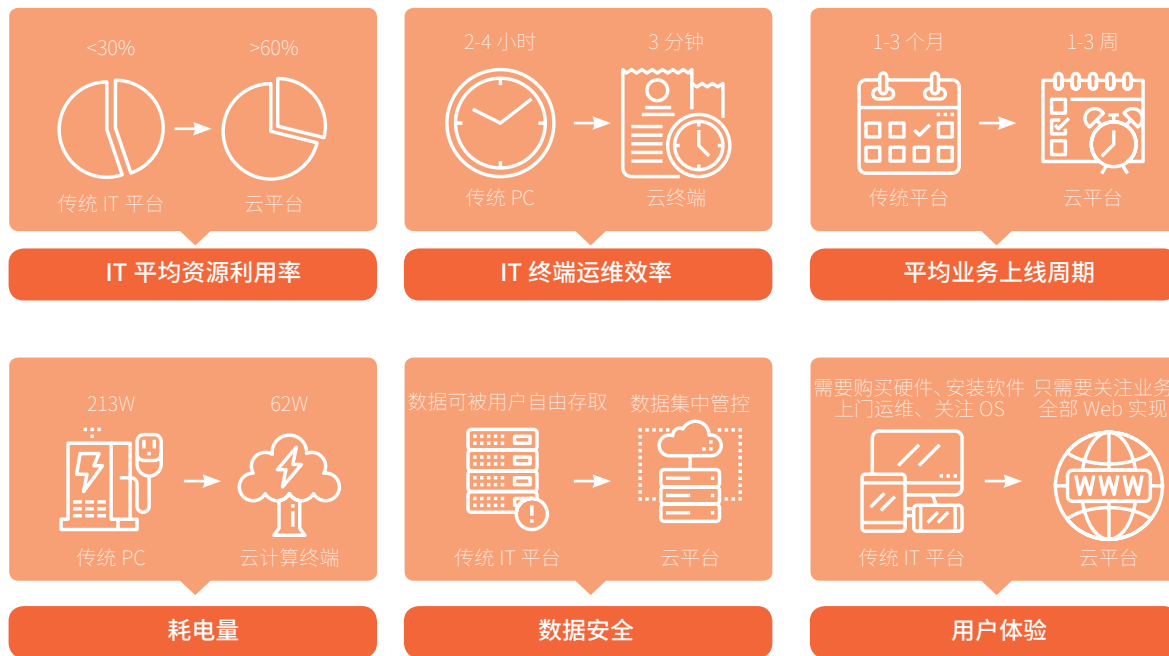 <30%
>60%
传统 IT 平台
云平台
IT 平均资源利用率
2-4 小时
3 分钟
传统 PC
云终端
IT 终端运维效率
1-3 个月
1-3 周
传统平台
云平台
平均业务上线周期
213W
62W
传统 PC
云计算终端
耗电量
数据可被用户自由存取
数据集中管控
传统 IT 平台
云平台
数据安全
需要购买硬件、安装软件
上门运维、关注 OS
只需要关注业务
全部 Web 实现
WWW
传统 IT 平台
云平台
用户体验